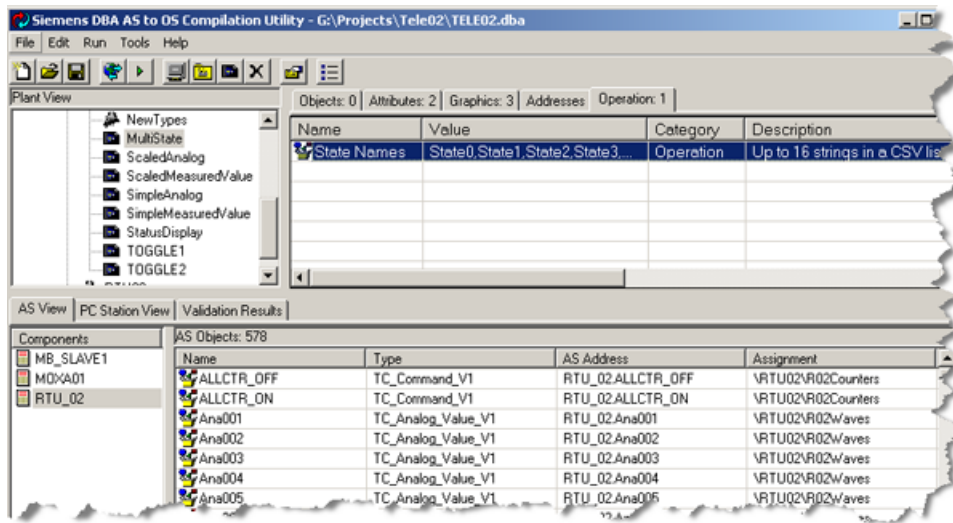 Siemens DBA AS to OS Compilation Utility - G:\Projects\Tele02\TELE02.dba
File Edit Run Tools Help
Plant View
Objects: 0 Attributes: 2 Graphics: 3 Addresses Operation: 1
NewTypes
MultiState
ScaledAnalog
ScaledMeasuredValue
SimpleAnalog
SimpleMeasuredValue
StatusDisplay
TOGGLE1
TOGGLE2
Name Value Category Description
State Names State0,State1,State2,State3,... Operation Up to 16 strings in a CSV lis
AS View PC Station View Validation Results
Components
MB_SLAVE1
MOXA01
RTU_02
AS Objects: 578
Name Type AS Address Assignment
ALLCTR_OFF TC_Command_V1 RTU_02.ALLCTR_OFF \RTU02\R02Counters
ALLCTR_ON TC_Command_V1 RTU_02.ALLCTR_ON \RTU02\R02Counters
Ana001 TC_Analog_Value_V1 RTU_02.Ana001 \RTU02\R02Waves
Ana002 TC_Analog_Value_V1 RTU_02.Ana002 \RTU02\R02Waves
Ana003 TC_Analog_Value_V1 RTU_02.Ana003 \RTU02\R02Waves
Ana004 TC_Analog_Value_V1 RTU_02.Ana004 \RTU02\R02Waves
Ana005 TC_Analog_Value_V1 RTU_02.Ana005 \RTU02\R02Waves